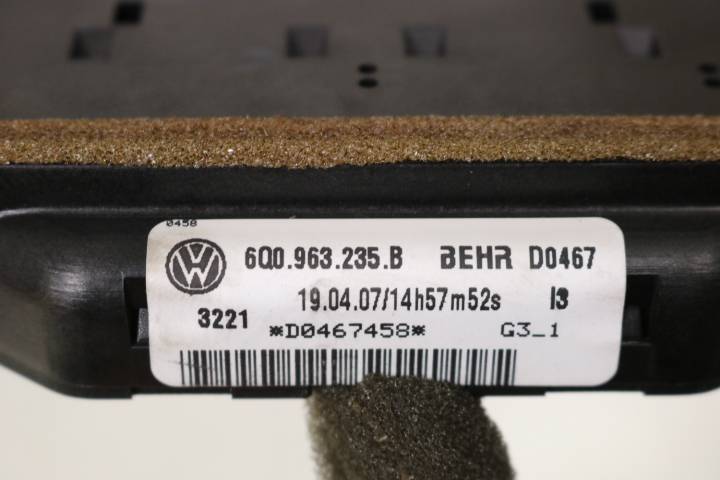 0458
6Q0.963.235.B BEHR D0467
19.04.07/14h57m52s I3
3221 *D0467458* G3_1